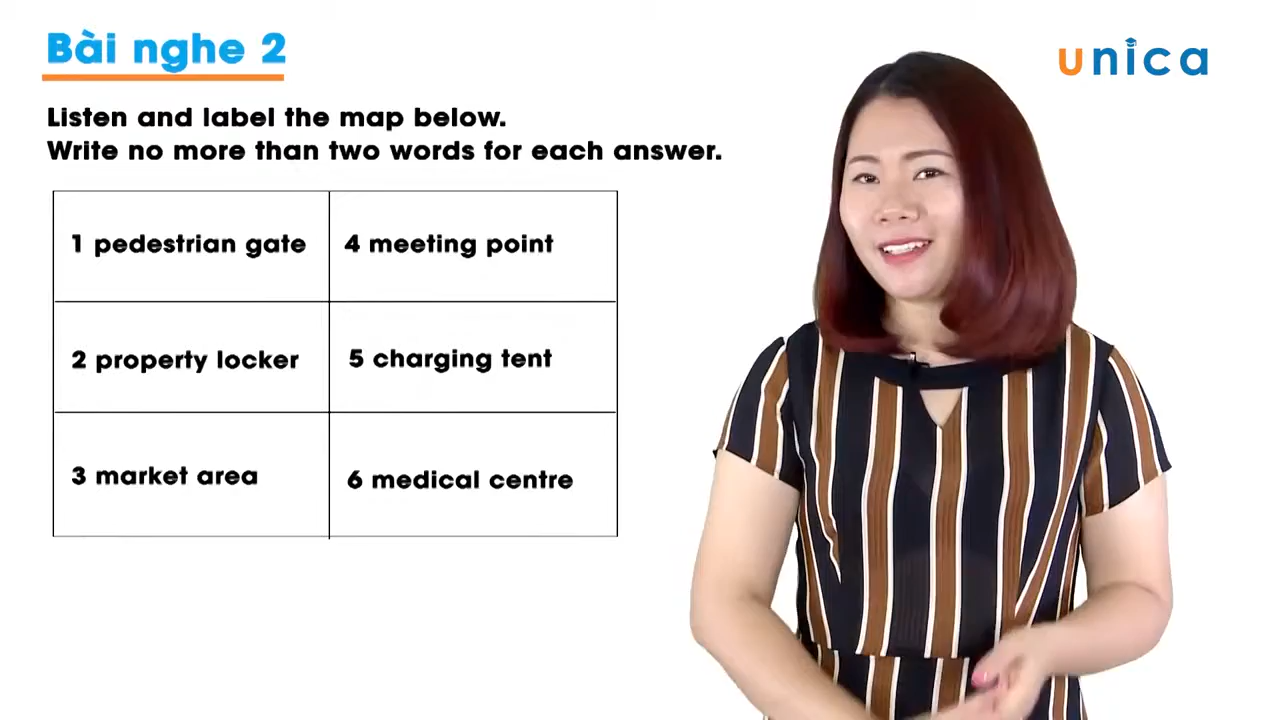 Bài nghe 2
unica
Listen and label the map below.
Write no more than two words for each answer.
1 pedestrian gate
4 meeting point
2 property locker
5 charging tent
3 market area
6 medical centre